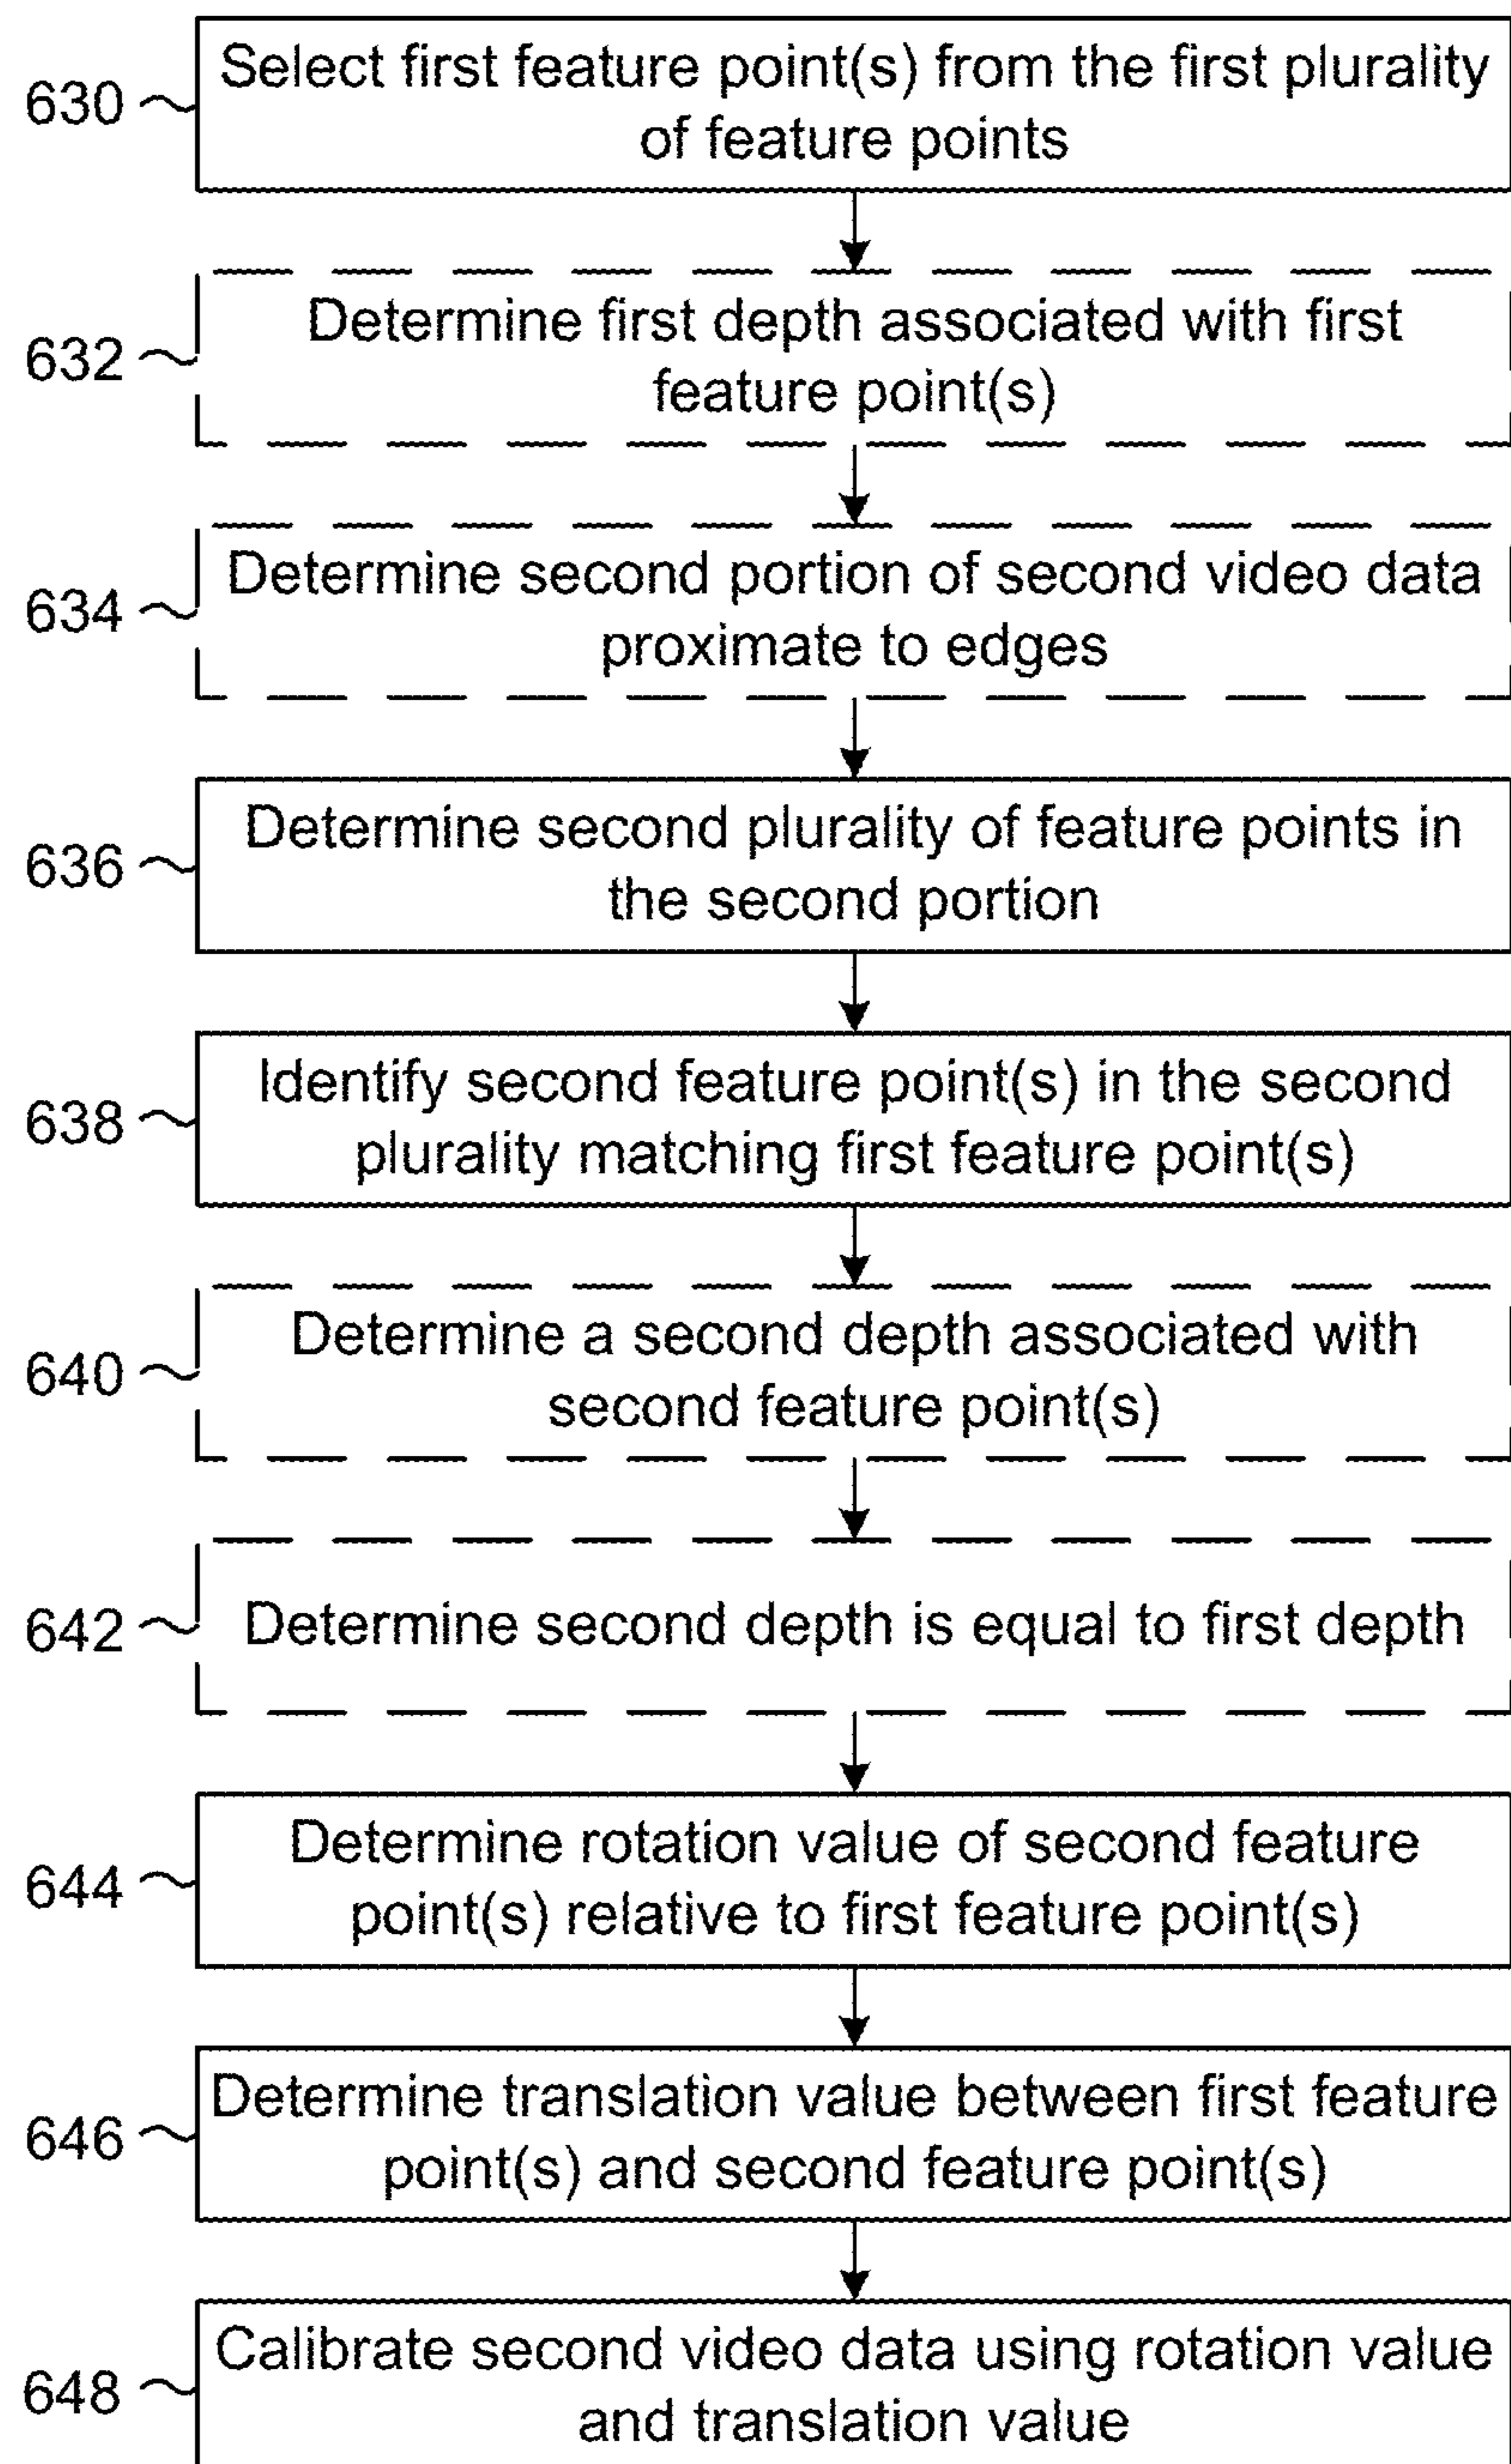 630
Select first feature point(s) from the first plurality
of feature points
632
Determine first depth associated with first
feature point(s)
634
Determine second portion of second video data
proximate to edges
636
Determine second plurality of feature points in
the second portion
638
Identify second feature point(s) in the second
plurality matching first feature point(s)
640
Determine a second depth associated with
second feature point(s)
642
Determine second depth is equal to first depth
644
Determine rotation value of second feature
point(s) relative to first feature point(s)
646
Determine translation value between first feature
point(s) and second feature point(s)
648
Calibrate second video data using rotation value
and translation value